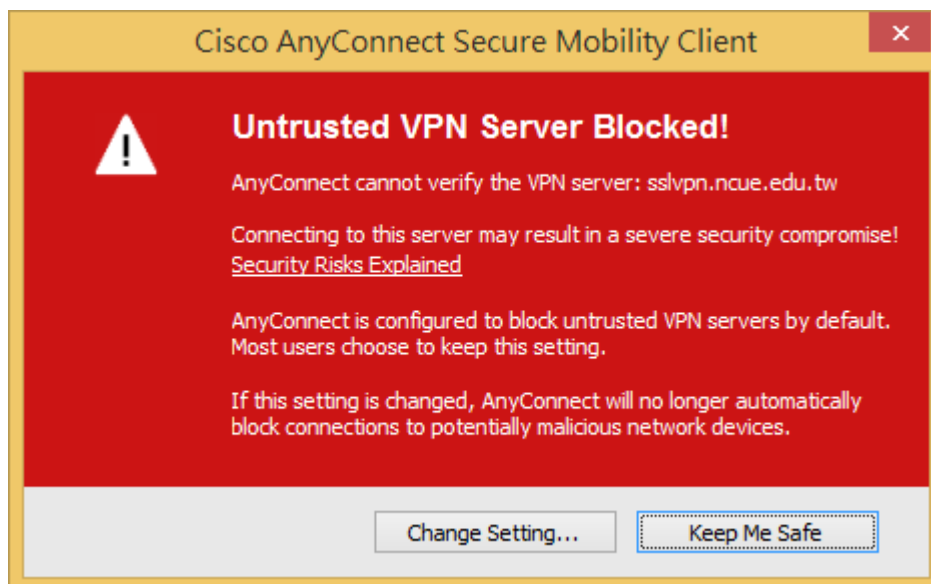 Cisco AnyConnect Secure Mobility Client
Untrusted VPN Server Blocked!
AnyConnect cannot verify the VPN server: sslvpn.ncue.edu.tw
Connecting to this server may result in a severe security compromise!
Security Risks Explained
AnyConnect is configured to block untrusted VPN servers by default.
Most users choose to keep this setting.
If this setting is changed, AnyConnect will no longer automatically
block connections to potentially malicious network devices.
Change Setting...
Keep Me Safe